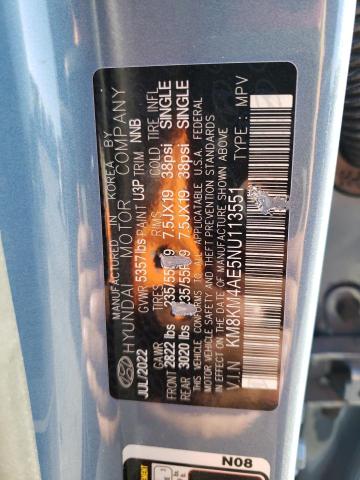 MANUFACTURED IN KOREA BY
HYUNDAI MOTOR COMPANY
JUL/2022 GVWR 5357lbs PAINT U3P TRIM NNB
GAWR TIRES RIMS COLD TIRE INFL.
FRONT 2822 lbs 7.5JX19 38psi SINGLE
REAR 3020 lbs 7.5JX19 38psi SINGLE
THIS VEHICLE CONFORMS TO ALL APPLICABLE U.S.A. FEDERAL
MOTOR VEHICLE SAFETY AND THEFT PREVENTION STANDARDS
IN EFFECT ON THE DATE OF MANUFACTURE SHOWN ABOVE
V.I.N TYPE : MPV
N08